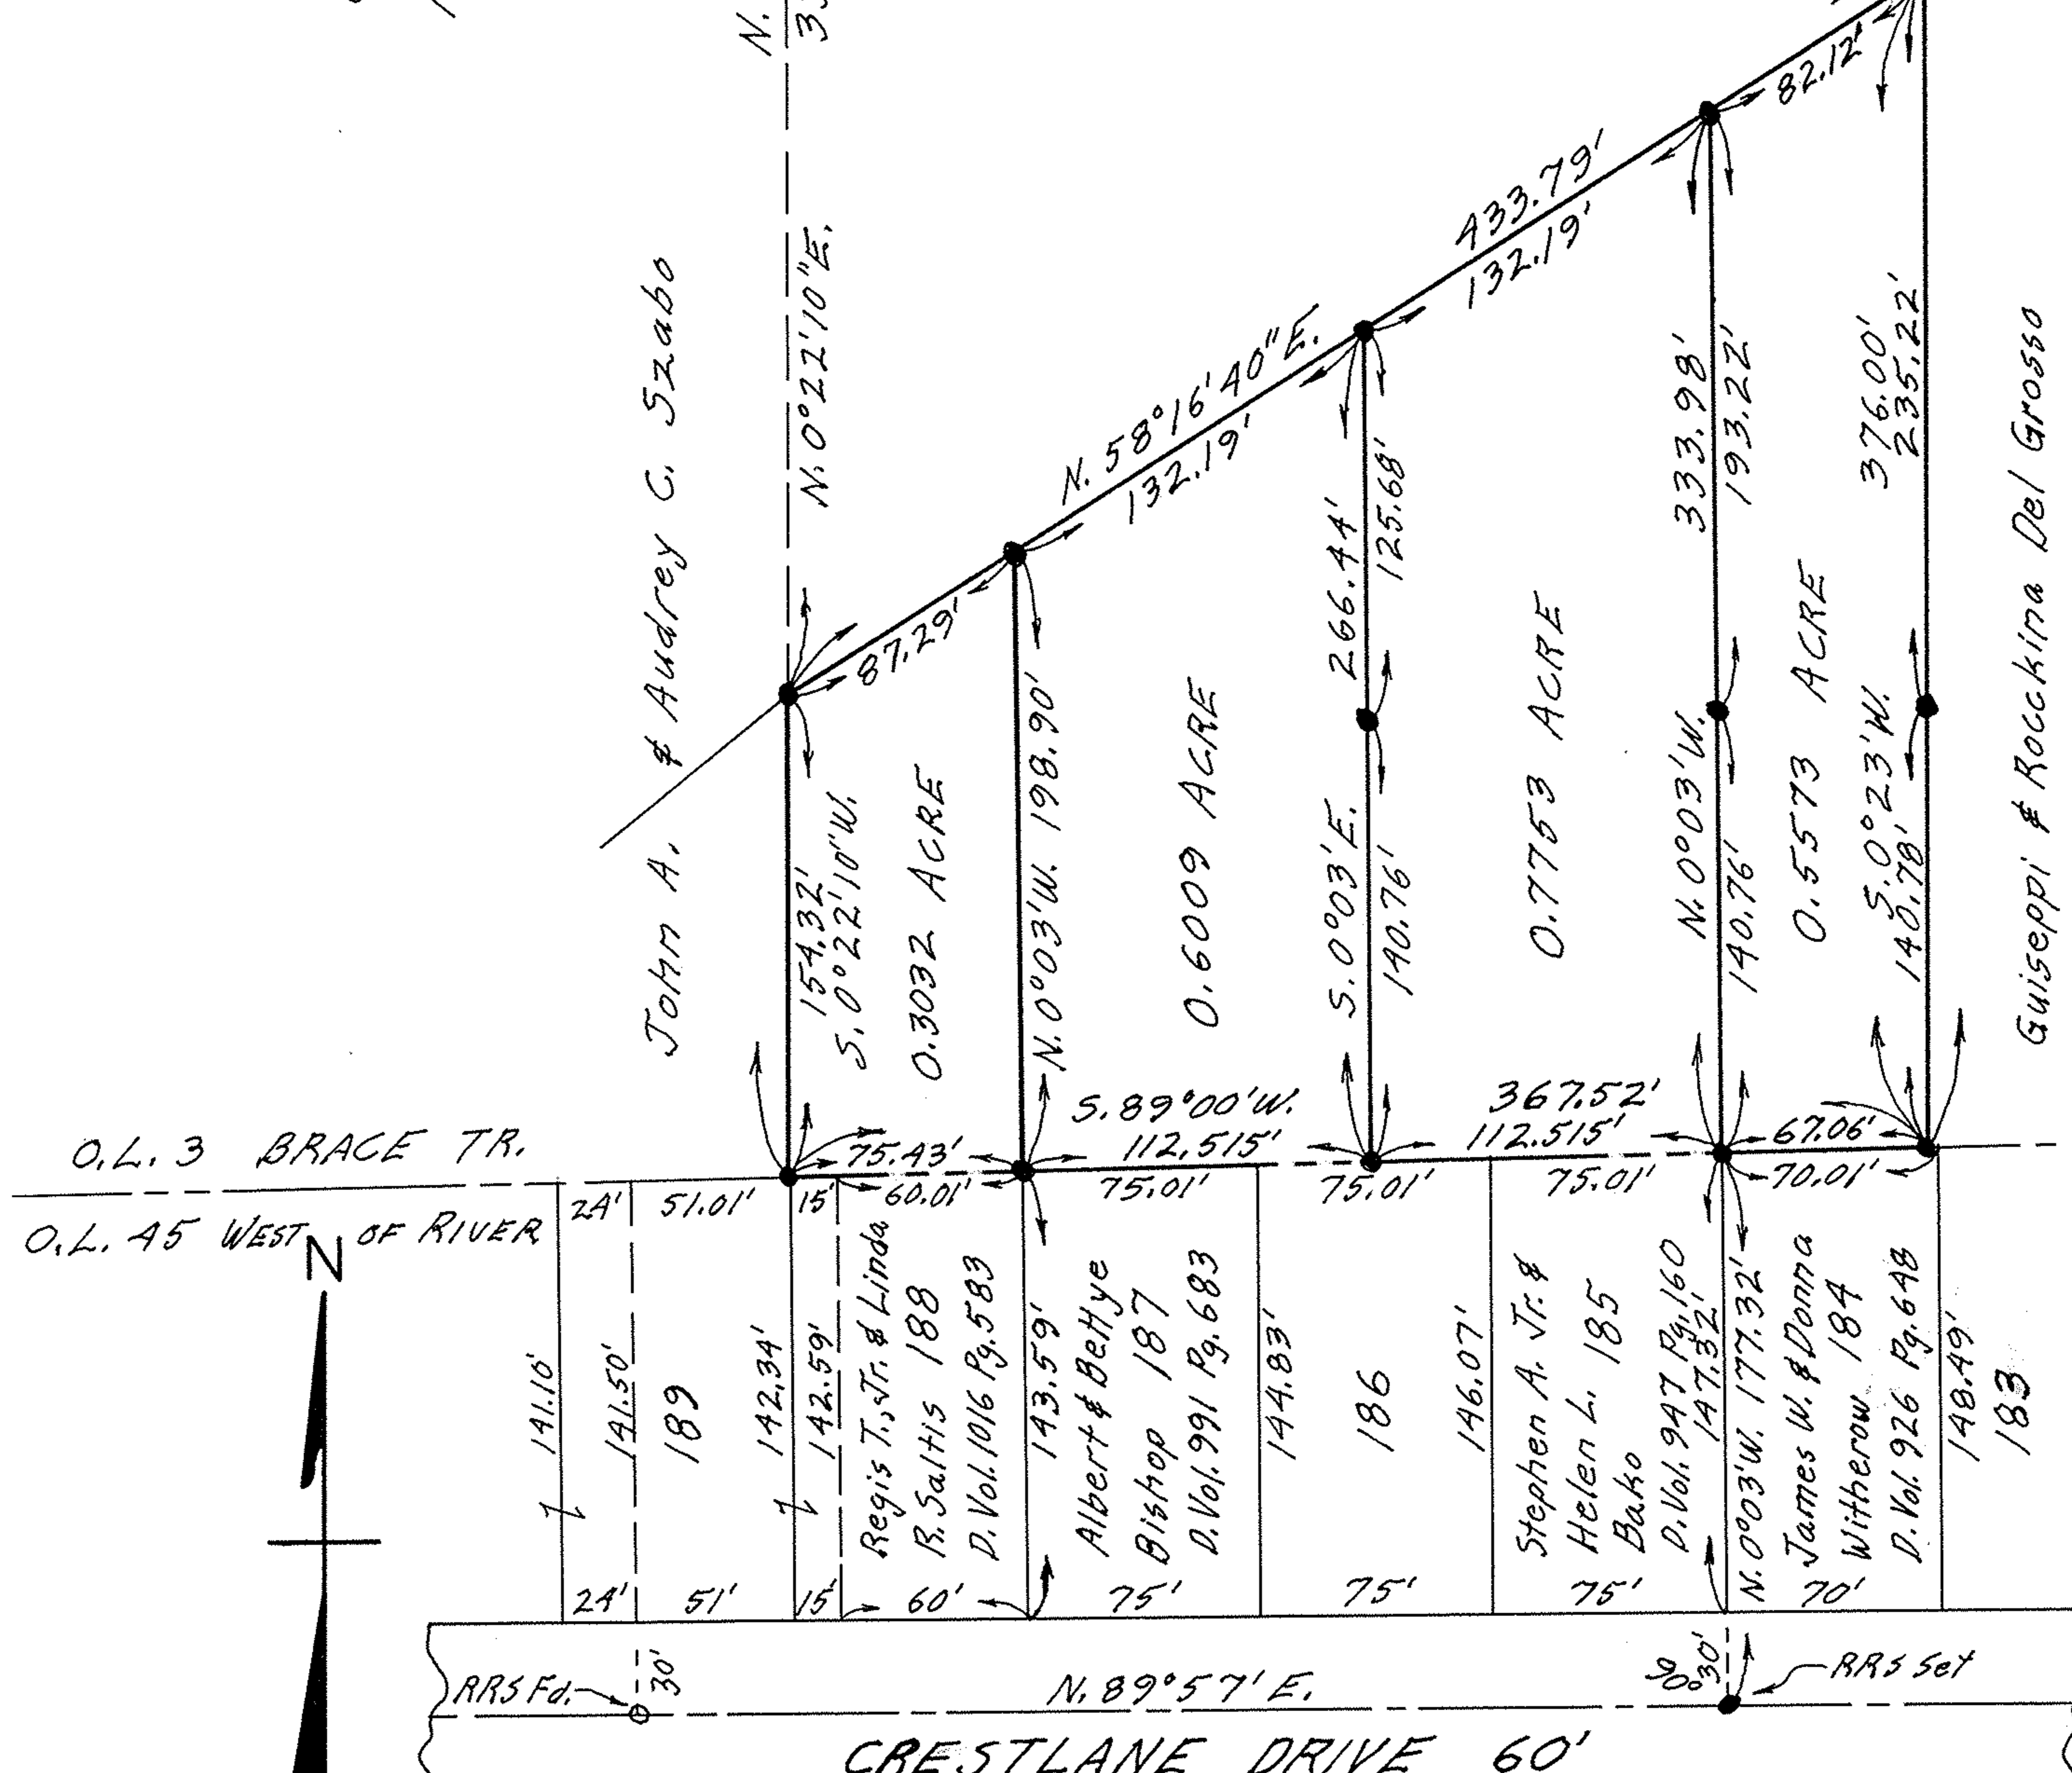 N.
82.12'
433.79'
132.19'
N. 58°16'40"E.
132.19'
87.29'
N. 0°22'10"E.
John A. & Audrey C. Szabo
154.32'
S. 0°22'10"W.
0.3032 ACRE
N. 0°03'W. 198.90'
0.6009 ACRE
S. 0°03'E. 266.44'
125.68'
140.76'
0.7753 ACRE
N. 0°03'W. 333.98'
193.22'
140.76'
0.5573 ACRE
S. 0°23'W. 376.00'
235.22'
140.78'
Guiseppi & Rocckina Del Grosso
S. 89°00'W. 367.52'
75.43' 112.515' 112.515' 67.06'
O.L. 3 BRACE TR.
O.L. 45 WEST OF RIVER
24' 51.01' 15' 60.01' 75.01' 75.01' 75.01' 70.01'
N
141.10'
141.50'
189
142.34'
142.59'
Regis T., Jr. & Linda
R. Saltis 188
D. Vol. 1016 Pg. 583
143.59'
Albert & Bettye
Bishop 187
D. Vol. 991 Pg. 683
144.83'
186
146.07'
Stephen A. Jr. &
Helen L. 185
Bako
D. Vol. 947 Pg. 160
147.32'
N. 0°03'W. 177.32'
James W. & Donna
Witherow 184
D. Vol. 926 Pg. 648
148.49'
183
24' 51' 15' 60' 75' 75' 75' 70'
RRS Fd.
30'
N. 89°57'E.
90°
30'
RRS Set
CRESTLANE DRIVE 60'